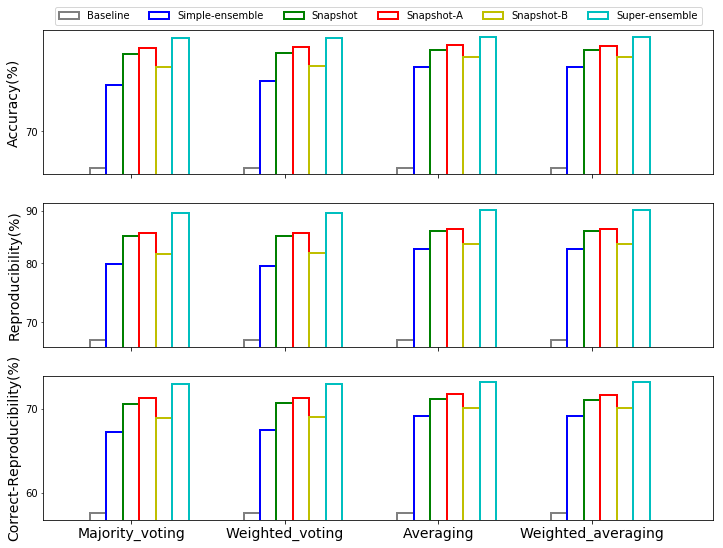 Baseline Simple-ensemble Snapshot Snapshot-A Snapshot-B Super-ensemble
Accuracy(%)
70
Reproducibility(%)
90
80
70
Correct-Reproducibility(%)
70
60
Majority_voting Weighted_voting Averaging Weighted_averaging